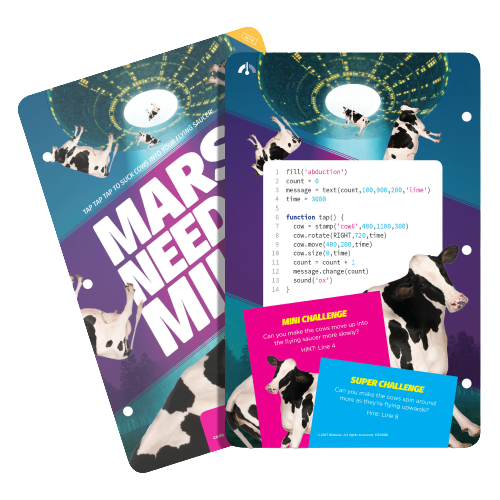 TAP TAP TAP TO SUCK COWS INTO YOUR FLYING SAUCER!
MARS
NEED
MIL
1 fill('abduction')
2 count = 0
3 message = text(count,100,900,200,'lime')
4 time = 3000
5
6 function tap() {
7 cow = stamp('cow6',400,1100,300)
8 cow.rotate(RIGHT,720,time)
9 cow.move(400,200,time)
10 cow.size(0,time)
11 count = count + 1
12 message.change(count)
13 sound('ox')
14 }
MINI CHALLENGE
Can you make the cows move up into
the flying saucer more slowly?
HINT: Line 4
SUPER CHALLENGE
Can you make the cows spin around
more as they're flying upwards?
Hint: Line 8